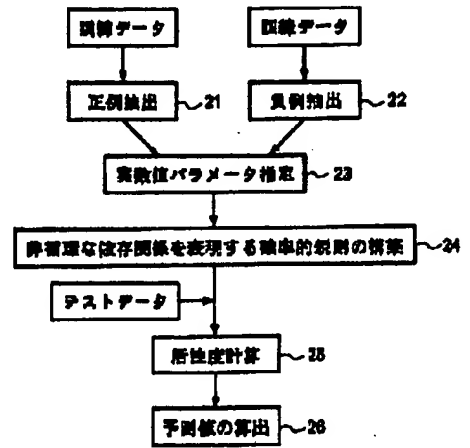 訓練データ
訓練データ
正例抽出
21
負例抽出
22
実数値パラメータ指定
23
非循環な依存関係を表現する確率的規則の構築
24
テストデータ
活性度計算
25
予測値の算出
26